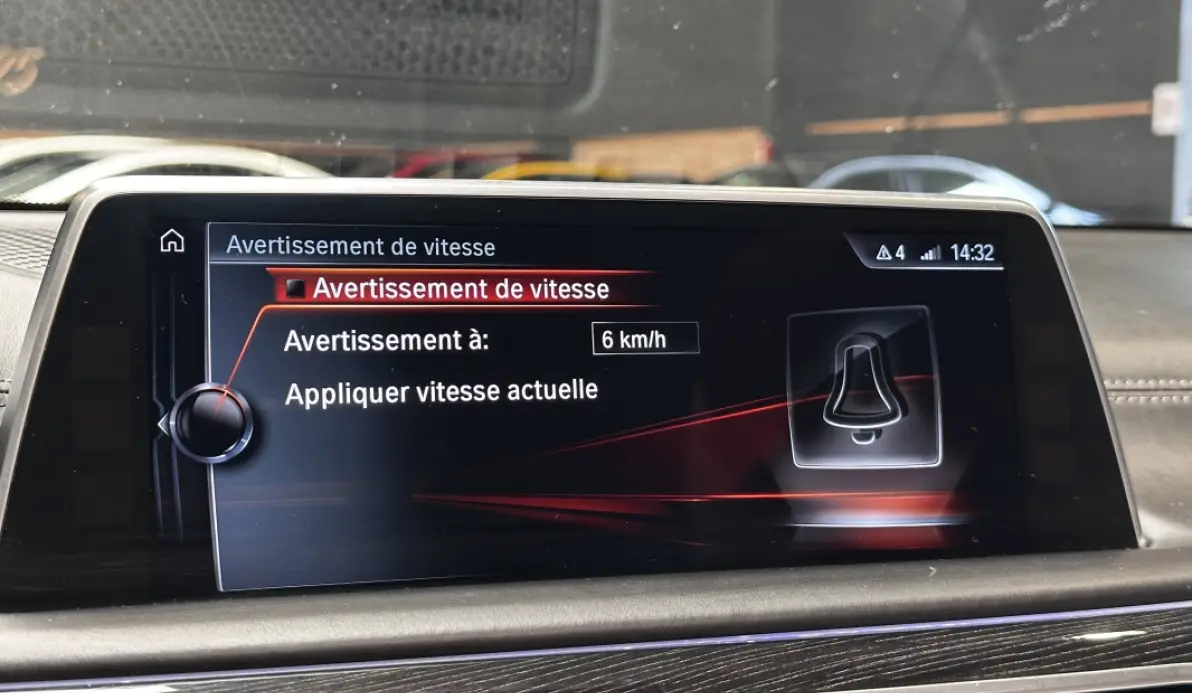 Avertissement de vitesse
4 14:32
Avertissement de vitesse
Avertissement à: 6 km/h
Appliquer vitesse actuelle